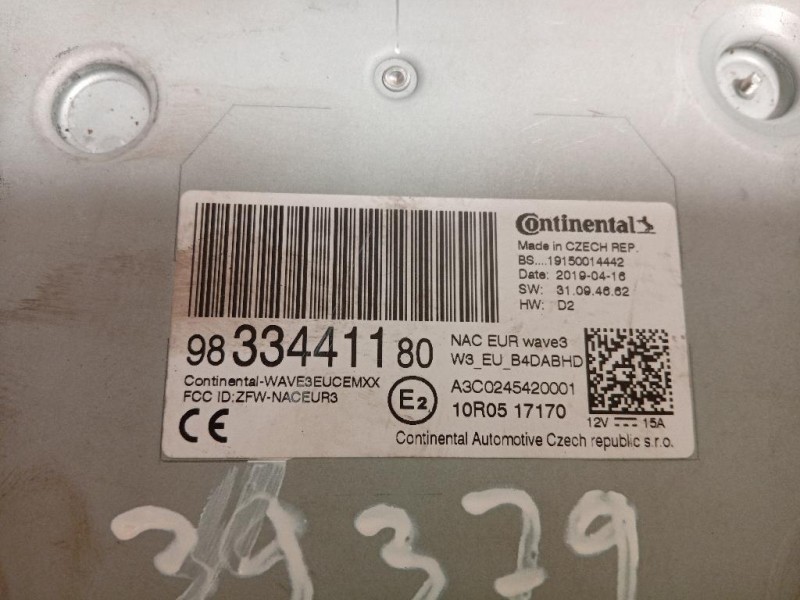 Continental
Made in CZECH REP.
BS....19150014442
Date: 2019-04-16
SW: 31.09.46.62
HW: D2
98 334411 80
NAC EUR wave3
W3_EU_B4DABHD
Continental-WAVE3EUCEMXX
FCC ID:ZFW-NACEUR3
CE
E2
A3C0245420001
10R05 17170
12V 15A
Continental Automotive Czech republic s.r.o.
39379